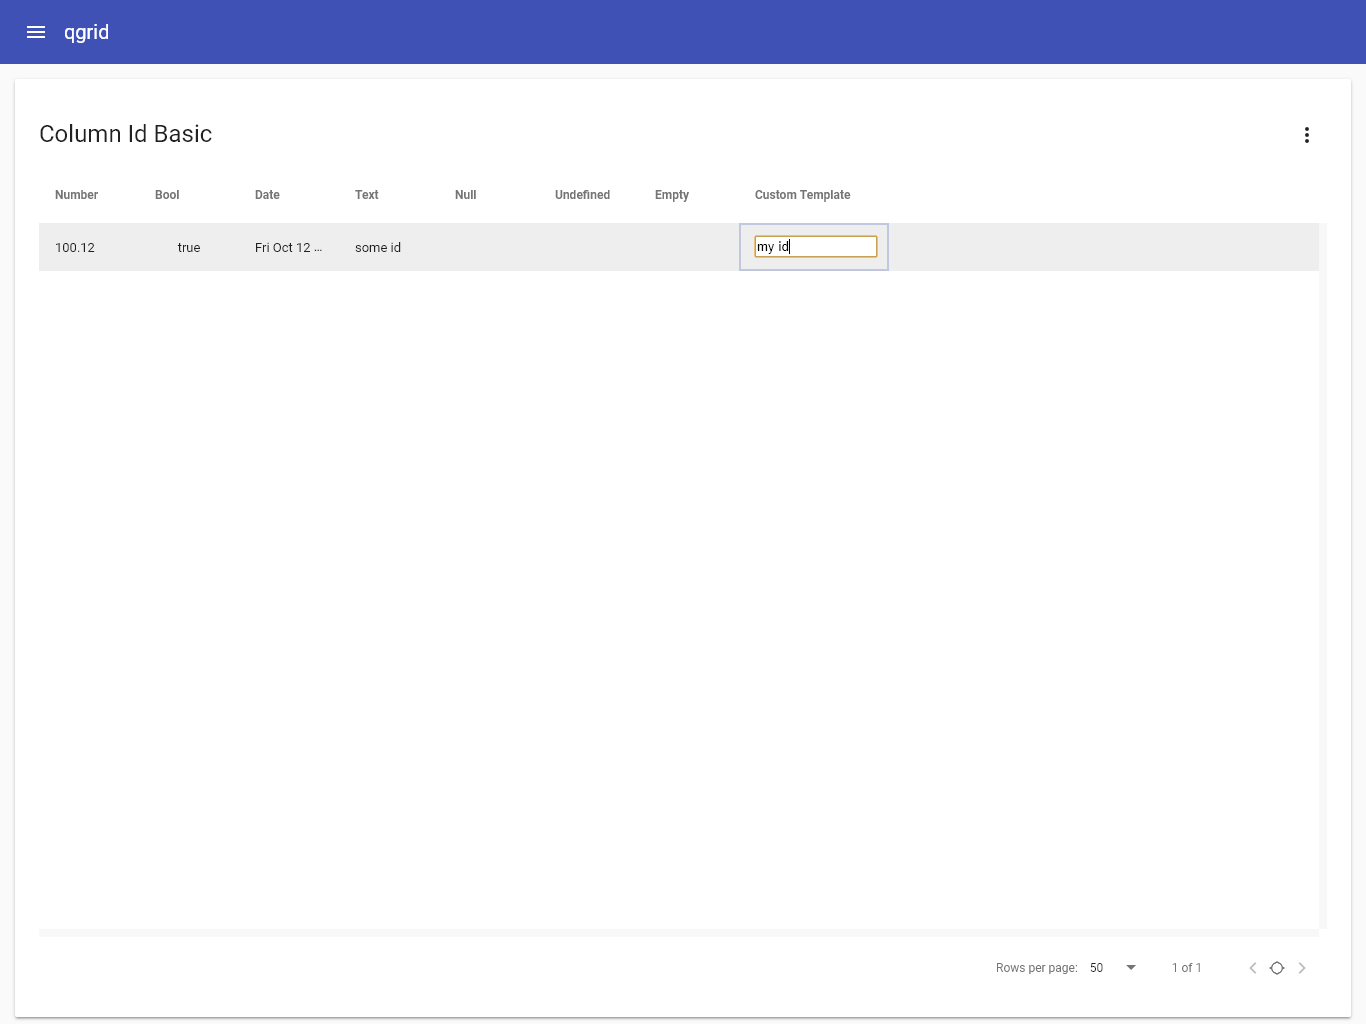 qgrid
Column Id Basic
Number Bool Date Text Null Undefined Empty Custom Template
100.12 true Fri Oct 12 ... some id my id
Rows per page: 50 1 of 1